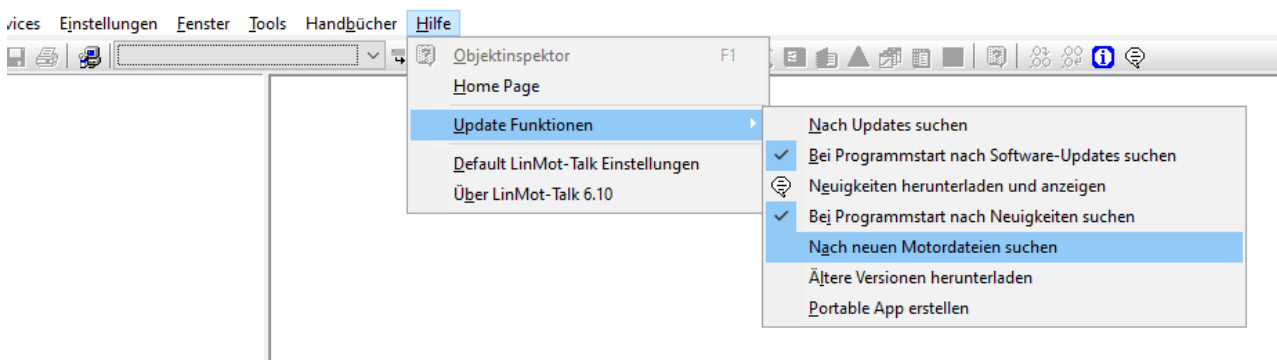 vices Einstellungen Fenster Tools Handbücher Hilfe
Objektinspektor F1
Home Page
Update Funktionen
Default LinMot-Talk Einstellungen
Über LinMot-Talk 6.10
Nach Updates suchen
Bei Programmstart nach Software-Updates suchen
Neuigkeiten herunterladen und anzeigen
Bei Programmstart nach Neuigkeiten suchen
Nach neuen Motordateien suchen
Ältere Versionen herunterladen
Portable App erstellen